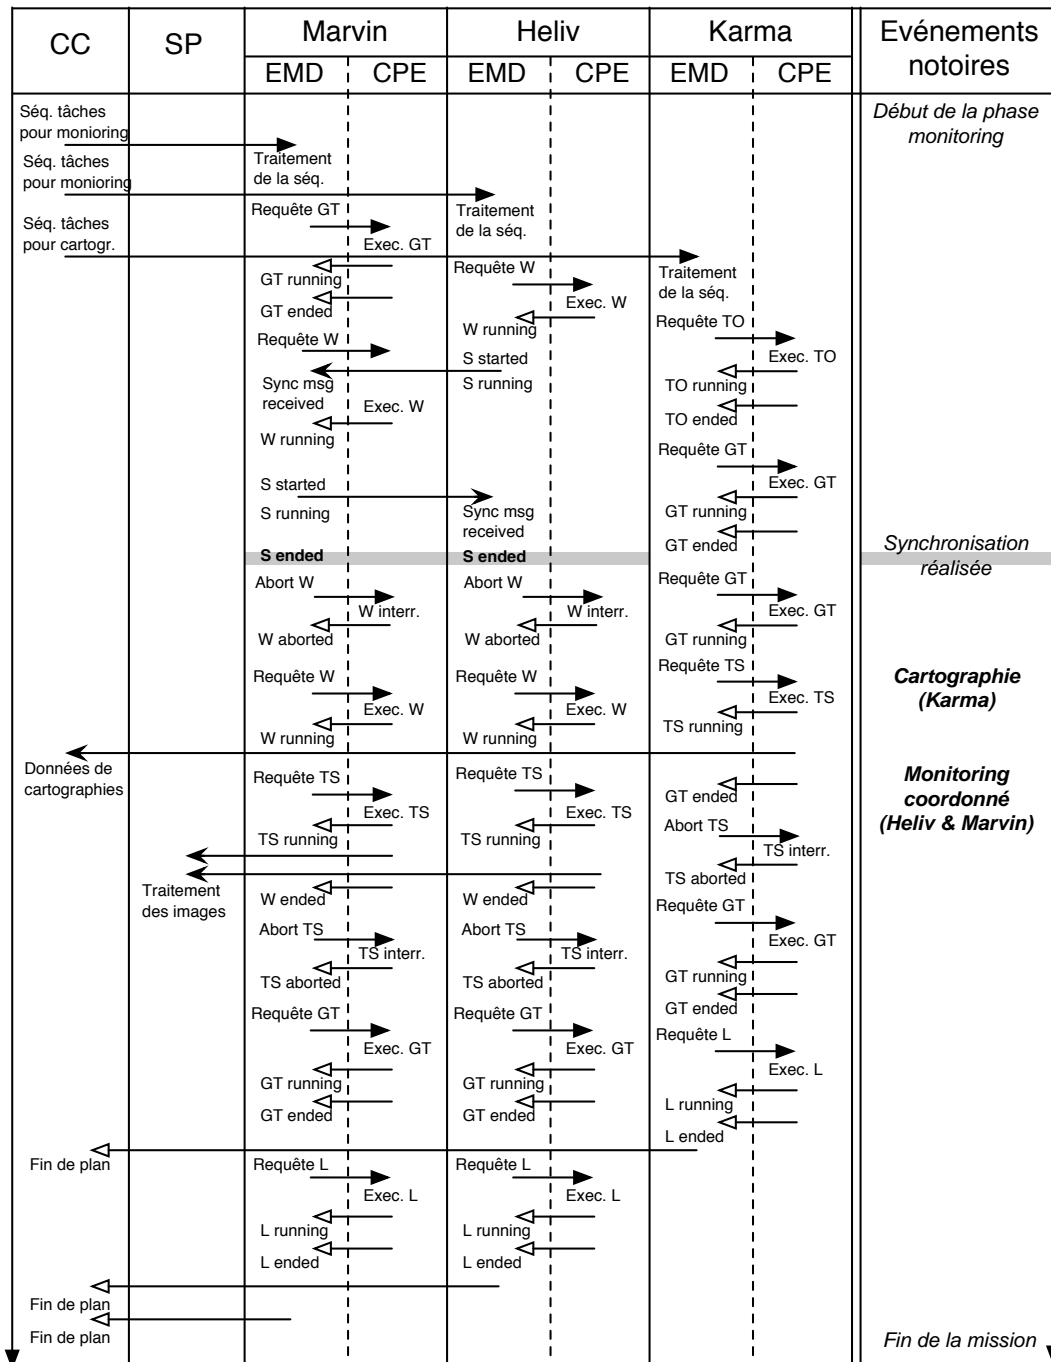 CC
SP
Marvin
Heliv
Karma
Evénements
notoires
EMD
CPE
EMD
CPE
EMD
CPE
Séq. tâches
pour monioring
Début de la phase
monitoring
Séq. tâches
pour monioring
Traitement
de la séq.
Requête GT
Traitement
de la séq.
Séq. tâches
pour cartogr.
Exec. GT
GT running
Requête W
Traitement
de la séq.
GT ended
Exec. W
Requête TO
W running
Requête W
Exec. TO
S started
Sync msg
received
S running
TO running
Exec. W
TO ended
W running
Requête GT
S started
Exec. GT
S running
Sync msg
received
GT running
GT ended
S ended
S ended
Synchronisation
réalisée
Abort W
Abort W
Requête GT
W interr.
W interr.
Exec. GT
W aborted
W aborted
GT running
Requête W
Requête W
Requête TS
Cartographie
(Karma)
Exec. W
Exec. W
Exec. TS
W running
W running
TS running
Données de
cartographies
Requête TS
Requête TS
Monitoring
coordonné
(Heliv & Marvin)
GT ended
Exec. TS
Exec. TS
Abort TS
TS running
TS running
TS interr.
TS aborted
Traitement
des images
W ended
W ended
Requête GT
Abort TS
Abort TS
Exec. GT
TS interr.
TS interr.
TS aborted
TS aborted
GT running
GT ended
Requête GT
Requête GT
Requête L
Exec. GT
Exec. GT
Exec. L
GT running
GT running
L running
GT ended
GT ended
L ended
Fin de plan
Requête L
Requête L
Exec. L
Exec. L
L running
L running
L ended
L ended
Fin de plan
Fin de plan
Fin de la mission